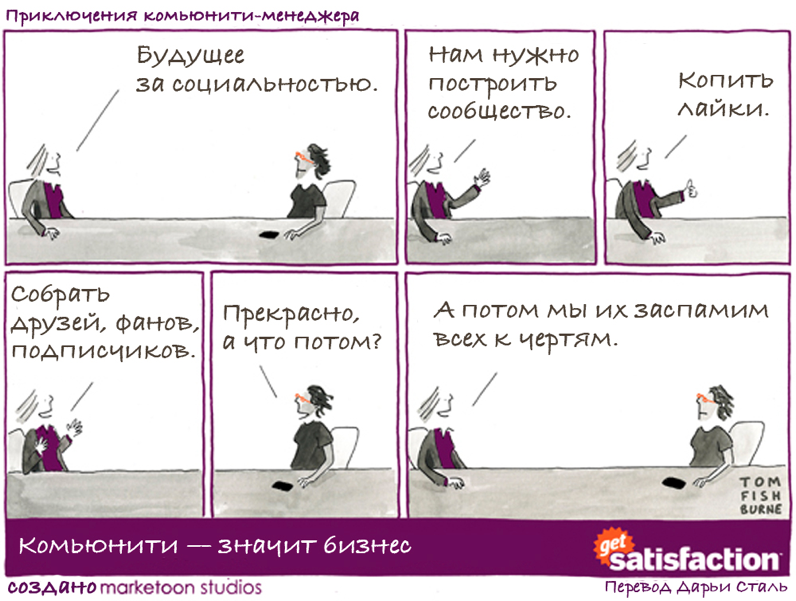 Приключения комьюнити-менеджера
Будущее
за социальностью.
Нам нужно
построить
сообщество.
Копить
лайки.
Собрать
друзей, фанов,
подписчиков.
Прекрасно,
а что потом?
А потом мы их заспамим
всех к чертям.
TOM
FISH
BURNE
Комьюнити — значит бизнес
get
satisfaction
создано marketoon studios
Перевод Дарьи Сталь